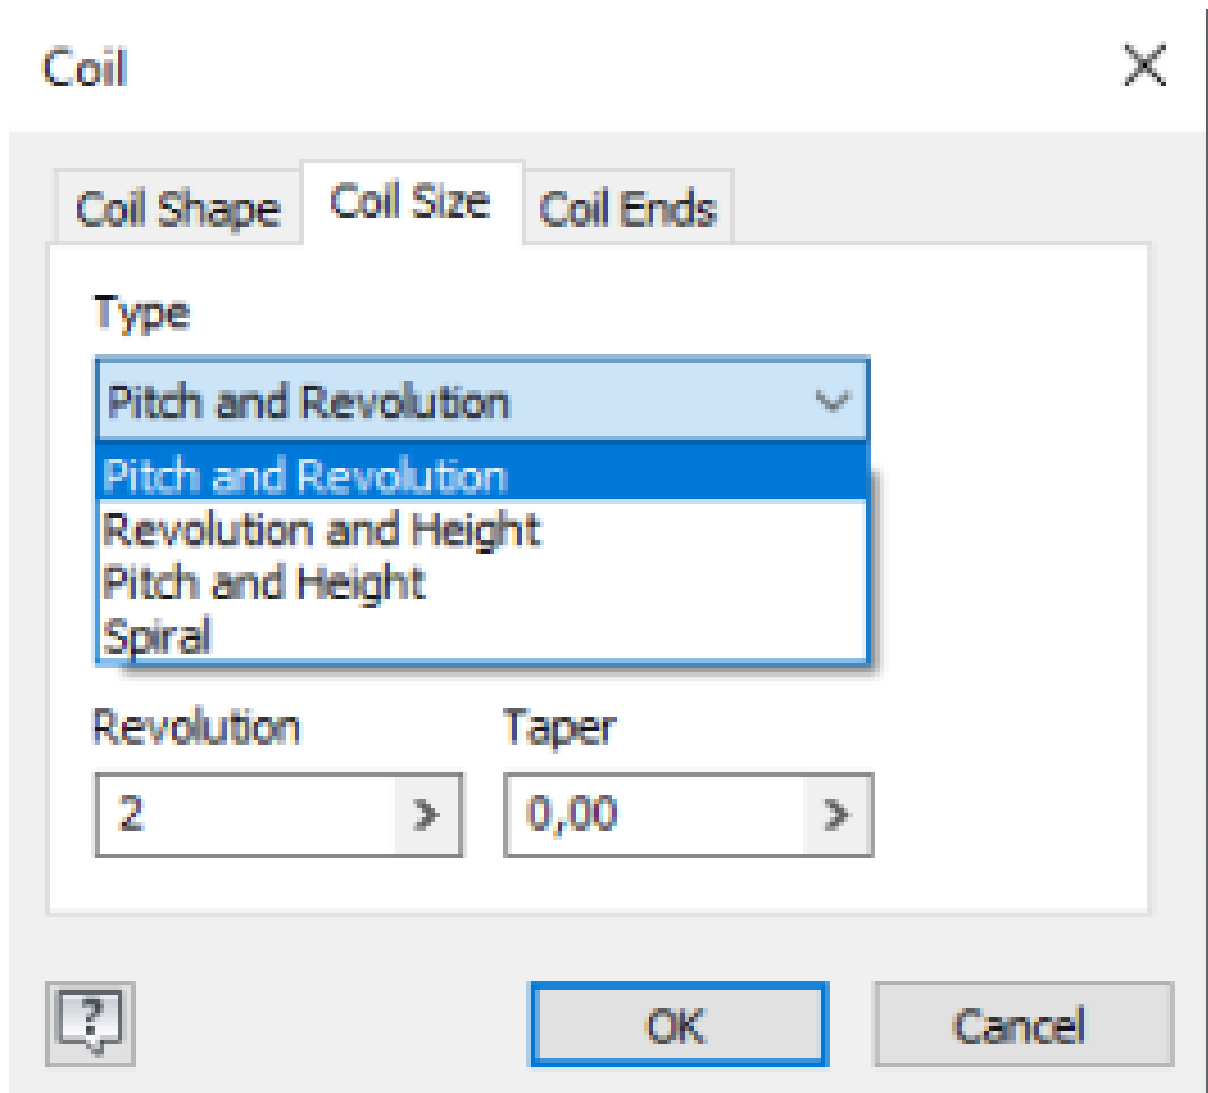 Coil
Coil Shape Coil Size Coil Ends
Type
Pitch and Revolution
Pitch and Revolution
Revolution and Height
Pitch and Height
Spiral
Revolution Taper
2 0,00
? OK Cancel